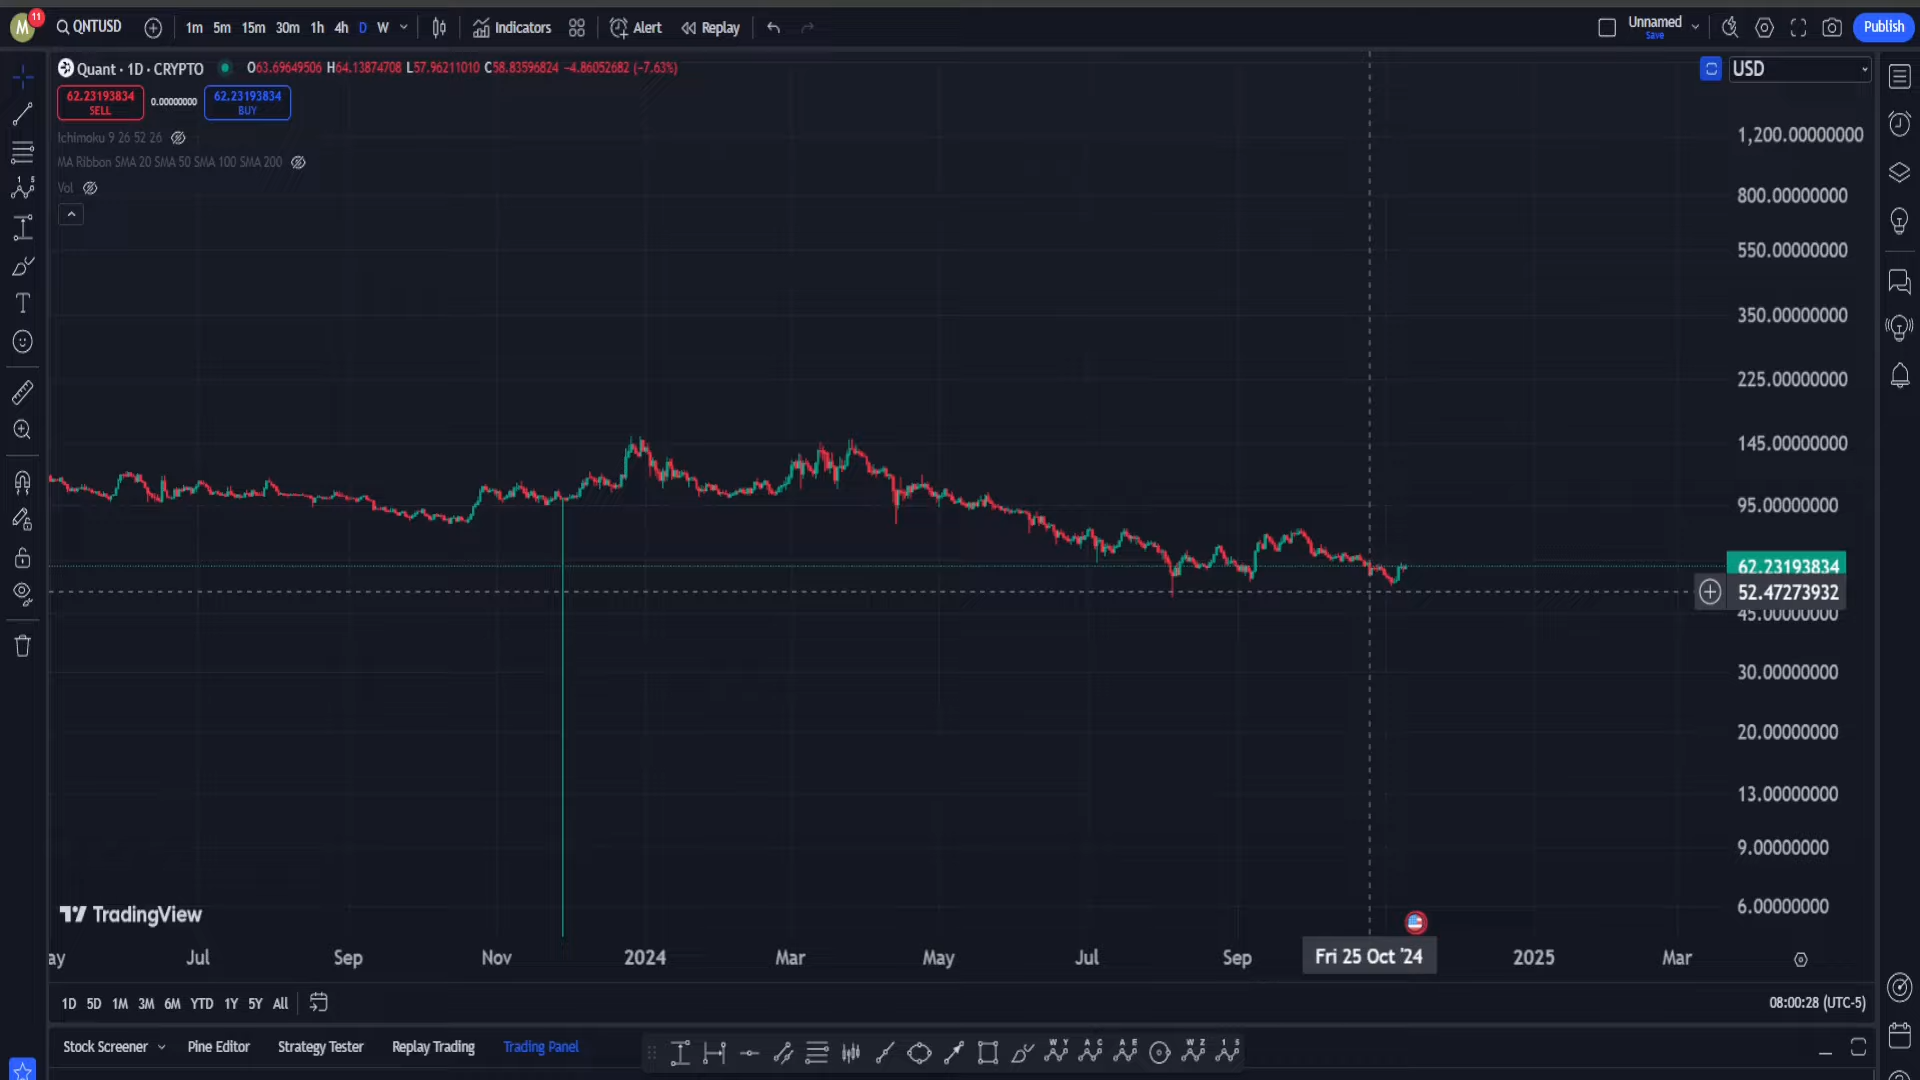 M 11 QNTUSD 1m 5m 15m 30m 1h 4h D W Indicators Alert Replay Unnamed Save Publish
Quant · 1D · CRYPTO O63.69649506 H64.13874708 L57.96211010 C58.83596824 −4.86052682 (−7.63%) USD
62.23193834 SELL 0.00000000 62.23193834 BUY
Ichimoku 9 26 52 26
MA Ribbon SMA 20 SMA 50 SMA 100 SMA 200
Vol
1,200.00000000
800.00000000
550.00000000
350.00000000
225.00000000
145.00000000
95.00000000
62.23193834
52.47273932
45.00000000
30.00000000
20.00000000
13.00000000
9.00000000
6.00000000
TradingView
ay Jul Sep Nov 2024 Mar May Jul Sep Fri 25 Oct '24 2025 Mar
1D 5D 1M 3M 6M YTD 1Y 5Y All 08:00:28 (UTC-5)
Stock Screener Pine Editor Strategy Tester Replay Trading Trading Panel